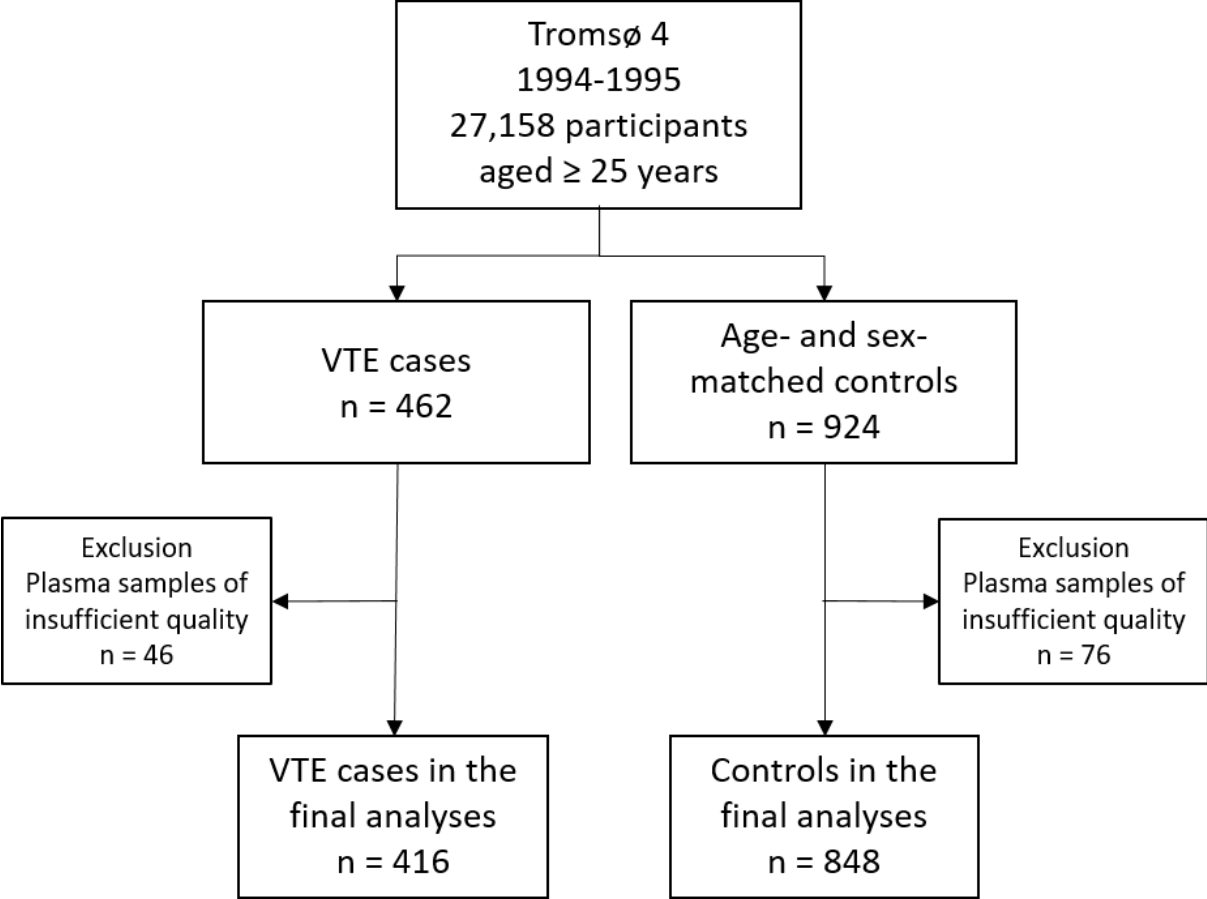 Tromsø 4
1994-1995
27,158 participants
aged ≥ 25 years
VTE cases
n = 462
Age- and sex-
matched controls
n = 924
Exclusion
Plasma samples of
insufficient quality
n = 46
Exclusion
Plasma samples of
insufficient quality
n = 76
VTE cases in the
final analyses
n = 416
Controls in the
final analyses
n = 848